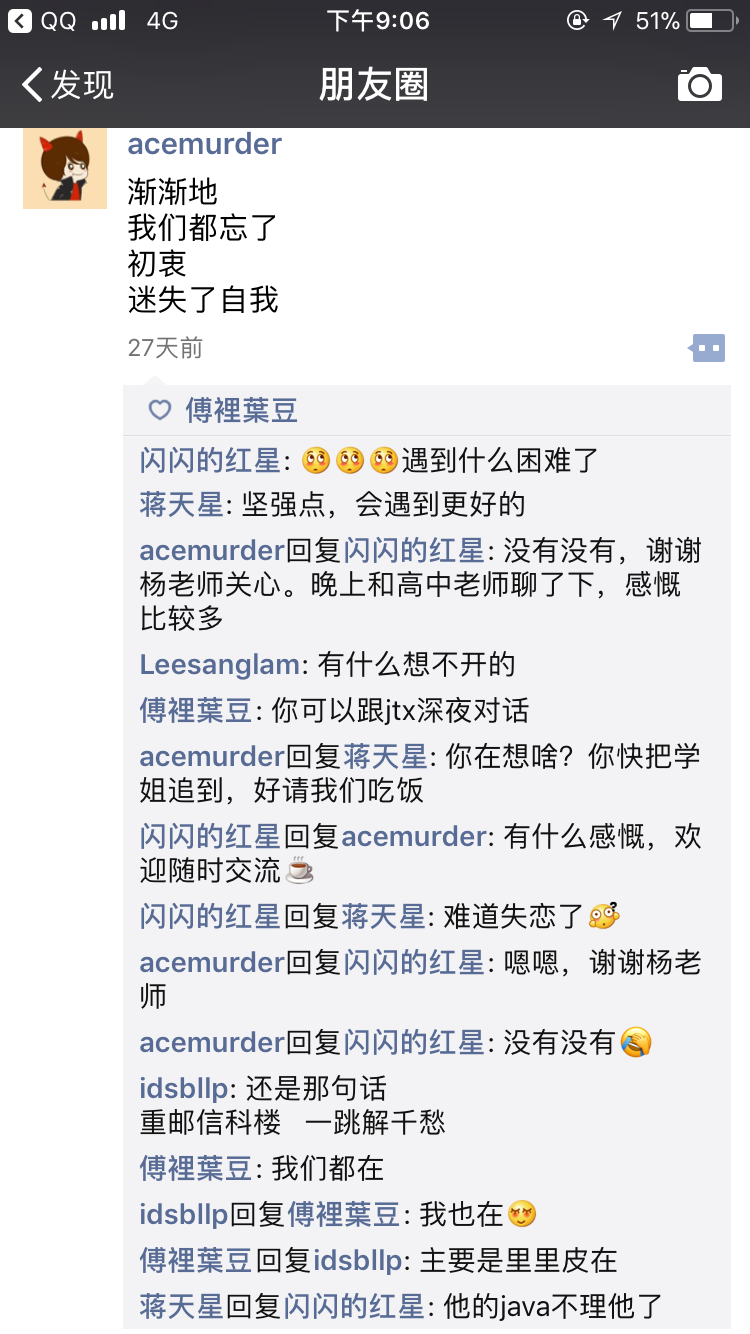 QQ 4G 下午9:06 51%
发现 朋友圈
acemurder
渐渐地
我们都忘了
初衷
迷失了自我
27天前
傅裡葉豆
闪闪的红星: 🥺🥺🥺遇到什么困难了
蒋天星: 坚强点，会遇到更好的
acemurder回复闪闪的红星: 没有没有，谢谢
杨老师关心。晚上和高中老师聊了下，感慨
比较多
Leesanglam: 有什么想不开的
傅裡葉豆: 你可以跟jtx深夜对话
acemurder回复蒋天星: 你在想啥？你快把学
姐追到，好请我们吃饭
闪闪的红星回复acemurder: 有什么感慨，欢
迎随时交流☕
闪闪的红星回复蒋天星: 难道失恋了
acemurder回复闪闪的红星: 嗯嗯，谢谢杨老
师
acemurder回复闪闪的红星: 没有没有
idsbllp: 还是那句话
重邮信科楼 一跳解千愁
傅裡葉豆: 我们都在
idsbllp回复傅裡葉豆: 我也在
傅裡葉豆回复idsbllp: 主要是里里皮在
蒋天星回复闪闪的红星: 他的java不理他了